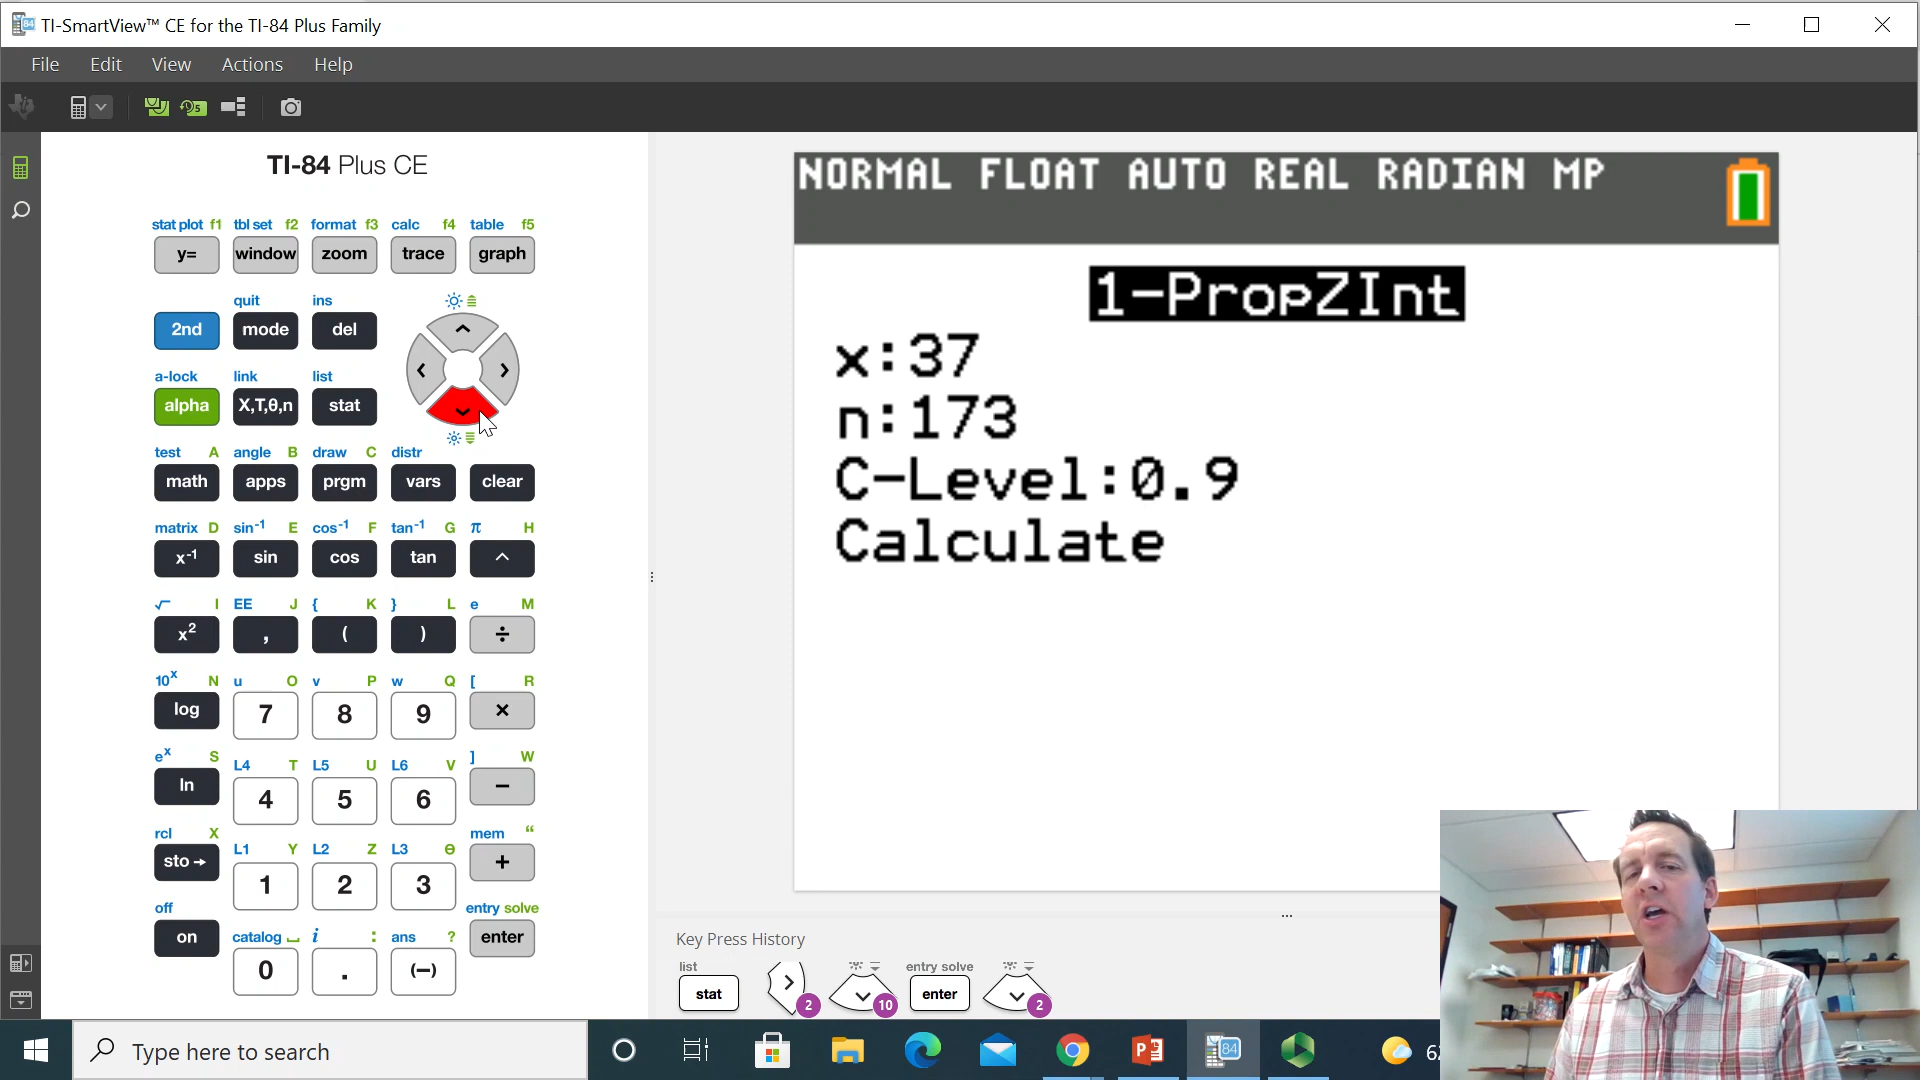 TI-SmartView™ CE for the TI-84 Plus Family
File Edit View Actions Help
TI-84 Plus CE
stat plot f1 tbl set f2 format f3 calc f4 table f5
y= window zoom trace graph
quit ins
2nd mode del
a-lock link list
alpha X,T,θ,n stat
test A angle B draw C distr
math apps prgm vars clear
matrix D sin-1 E cos-1 F tan-1 G π H
x-1 sin cos tan ^
√ I EE J { K } L e M
x2 , ( ) ÷
10x N u O v P w Q [ R
log 7 8 9 ×
ex S L4 T L5 U L6 V ] W
ln 4 5 6 −
rcl X L1 Y L2 Z L3 θ mem “
sto→ 1 2 3 +
off catalog i : ans ? entry solve
on 0 . (−) enter
NORMAL FLOAT AUTO REAL RADIAN MP
1-PropZInt
x:37
n:173
C-Level:0.9
Calculate
Key Press History
list entry solve
stat 2 10 enter 2
Type here to search